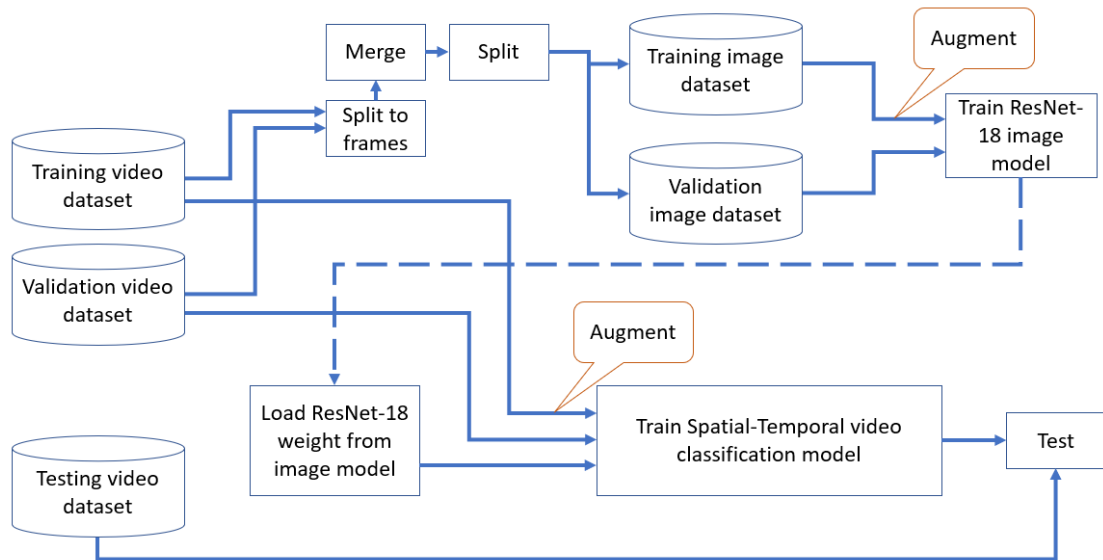 Merge
Split
Training image
dataset
Augment
Split to
frames
Train ResNet-
18 image
model
Training video
dataset
Validation
image dataset
Validation video
dataset
Augment
Load ResNet-18
weight from
image model
Train Spatial-Temporal video
classification model
Test
Testing video
dataset